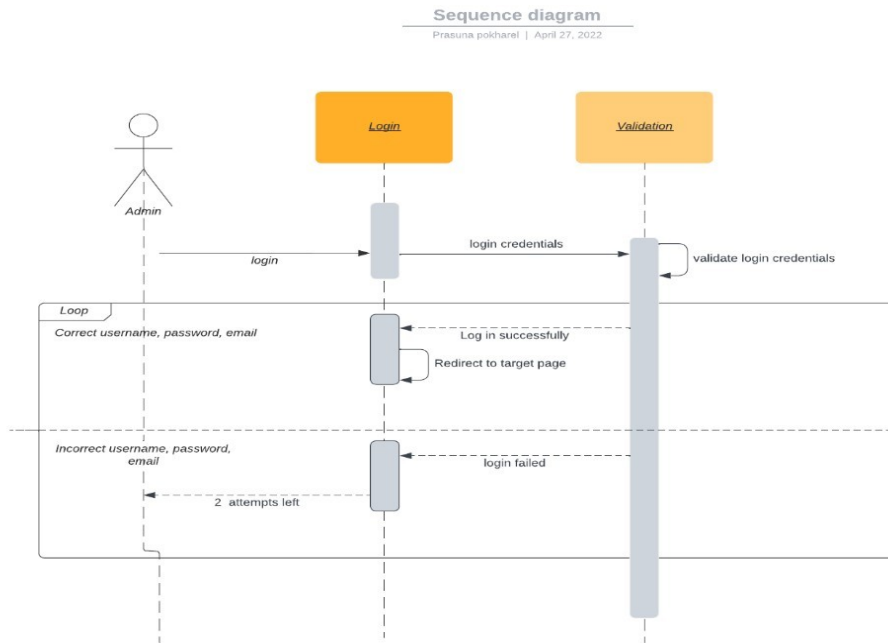 Sequence diagram
Prasuna pokharel | April 27, 2022
Login
Validation
Admin
login
login credentials
validate login credentials
Loop
Correct username, password, email
Log in successfully
Redirect to target page
Incorrect username, password,
email
login failed
2 attempts left